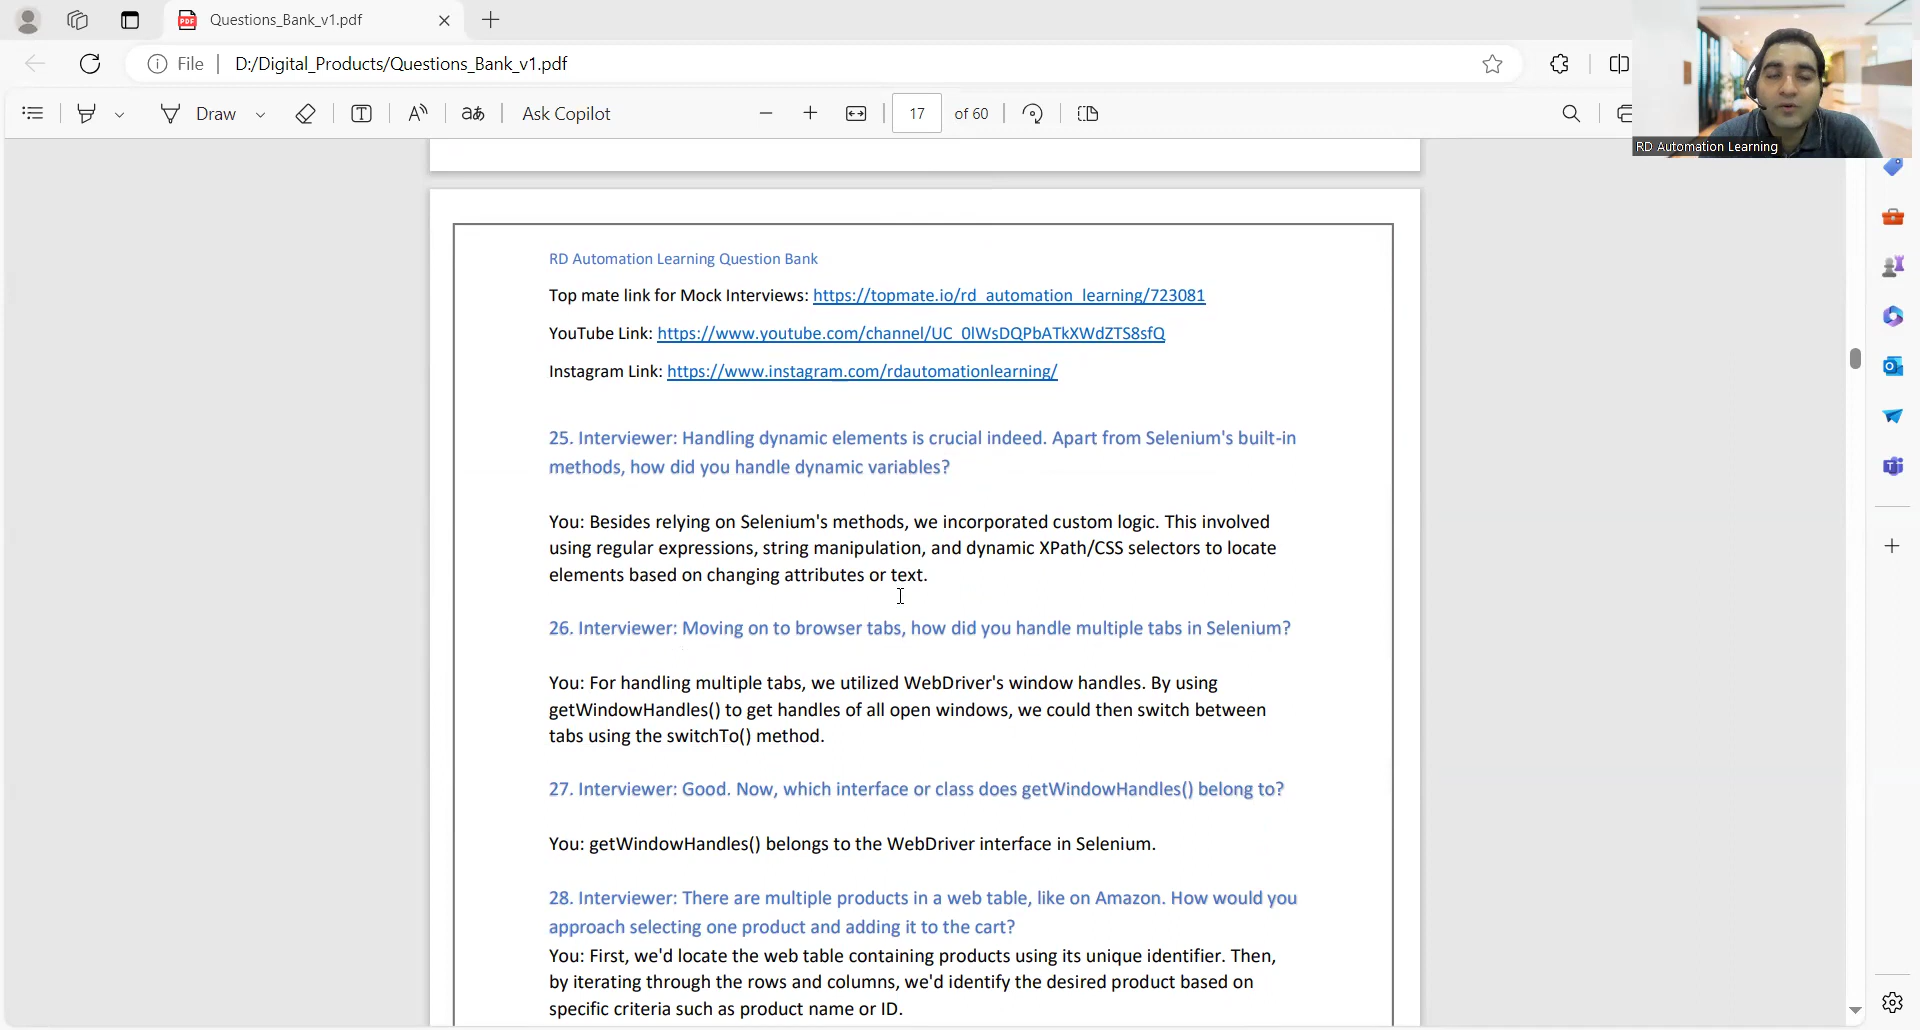 Questions_Bank_v1.pdf
File
D:/Digital_Products/Questions_Bank_v1.pdf
Draw
aあ
Ask Copilot
17 of 60
RD Automation Learning
RD Automation Learning Question Bank
Top mate link for Mock Interviews: https://topmate.io/rd_automation_learning/723081
YouTube Link: https://www.youtube.com/channel/UC_0lWsDQPbATkXWdZTS8sfQ
Instagram Link: https://www.instagram.com/rdautomationlearning/
25. Interviewer: Handling dynamic elements is crucial indeed. Apart from Selenium's built-in
methods, how did you handle dynamic variables?
You: Besides relying on Selenium's methods, we incorporated custom logic. This involved
using regular expressions, string manipulation, and dynamic XPath/CSS selectors to locate
elements based on changing attributes or text.
26. Interviewer: Moving on to browser tabs, how did you handle multiple tabs in Selenium?
You: For handling multiple tabs, we utilized WebDriver's window handles. By using
getWindowHandles() to get handles of all open windows, we could then switch between
tabs using the switchTo() method.
27. Interviewer: Good. Now, which interface or class does getWindowHandles() belong to?
You: getWindowHandles() belongs to the WebDriver interface in Selenium.
28. Interviewer: There are multiple products in a web table, like on Amazon. How would you
approach selecting one product and adding it to the cart?
You: First, we'd locate the web table containing products using its unique identifier. Then,
by iterating through the rows and columns, we'd identify the desired product based on
specific criteria such as product name or ID.